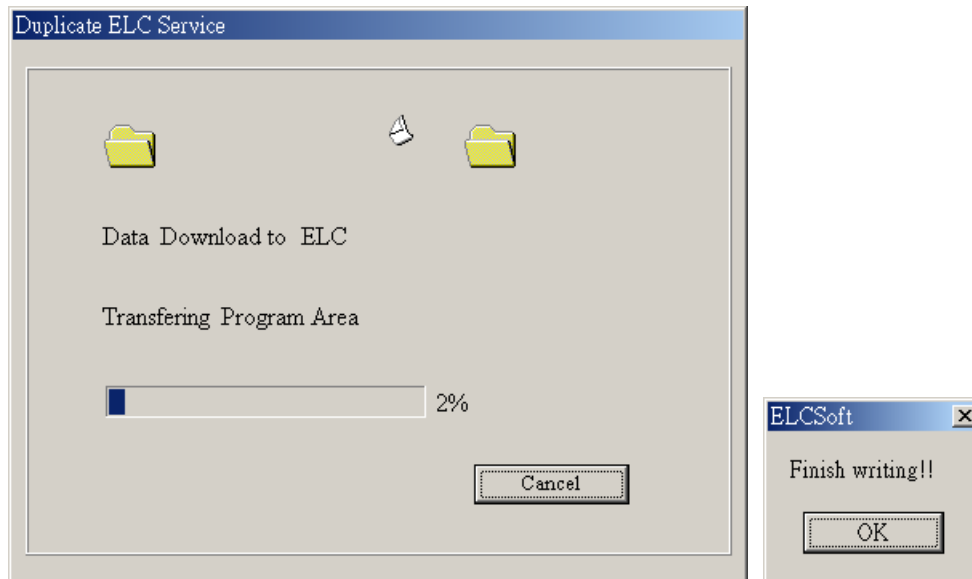 Duplicate ELC Service
Data Download to ELC
Transfering Program Area
2%
Cancel
ELCSoft
Finish writing!!
OK